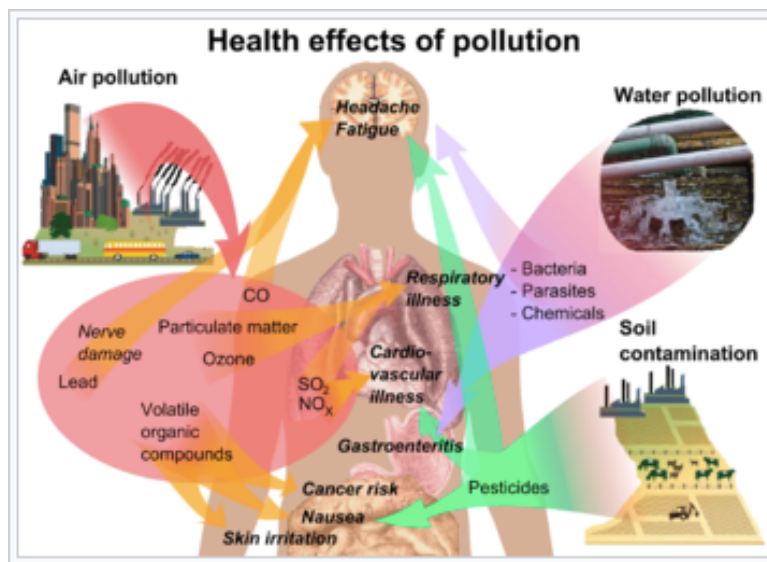 Health effects of pollution
Air pollution
Water pollution
Headache
Fatigue
CO
Particulate matter
Nerve
damage
Ozone
Lead
SO₂
NOₓ
Volatile
organic
compounds
Respiratory
illness
Cardio-
vascular
illness
Gastroenteritis
Cancer risk
Nausea
Skin irritation
- Bacteria
- Parasites
- Chemicals
Soil
contamination
Pesticides